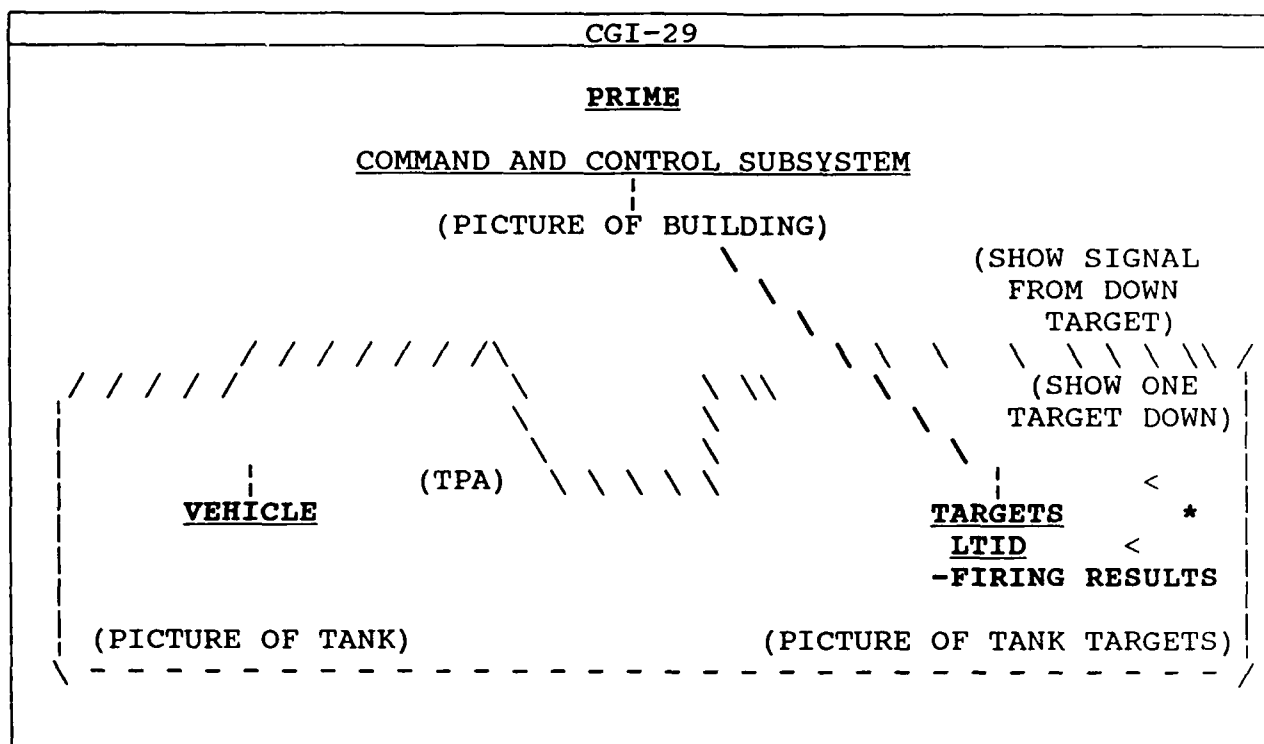 CGI-29
PRIME
COMMAND AND CONTROL SUBSYSTEM
(PICTURE OF BUILDING)
(SHOW SIGNAL
FROM DOWN
TARGET)
(SHOW ONE
TARGET DOWN)
(TPA)
<
VEHICLE
TARGETS *
LTID <
-FIRING RESULTS
(PICTURE OF TANK)
(PICTURE OF TANK TARGETS)